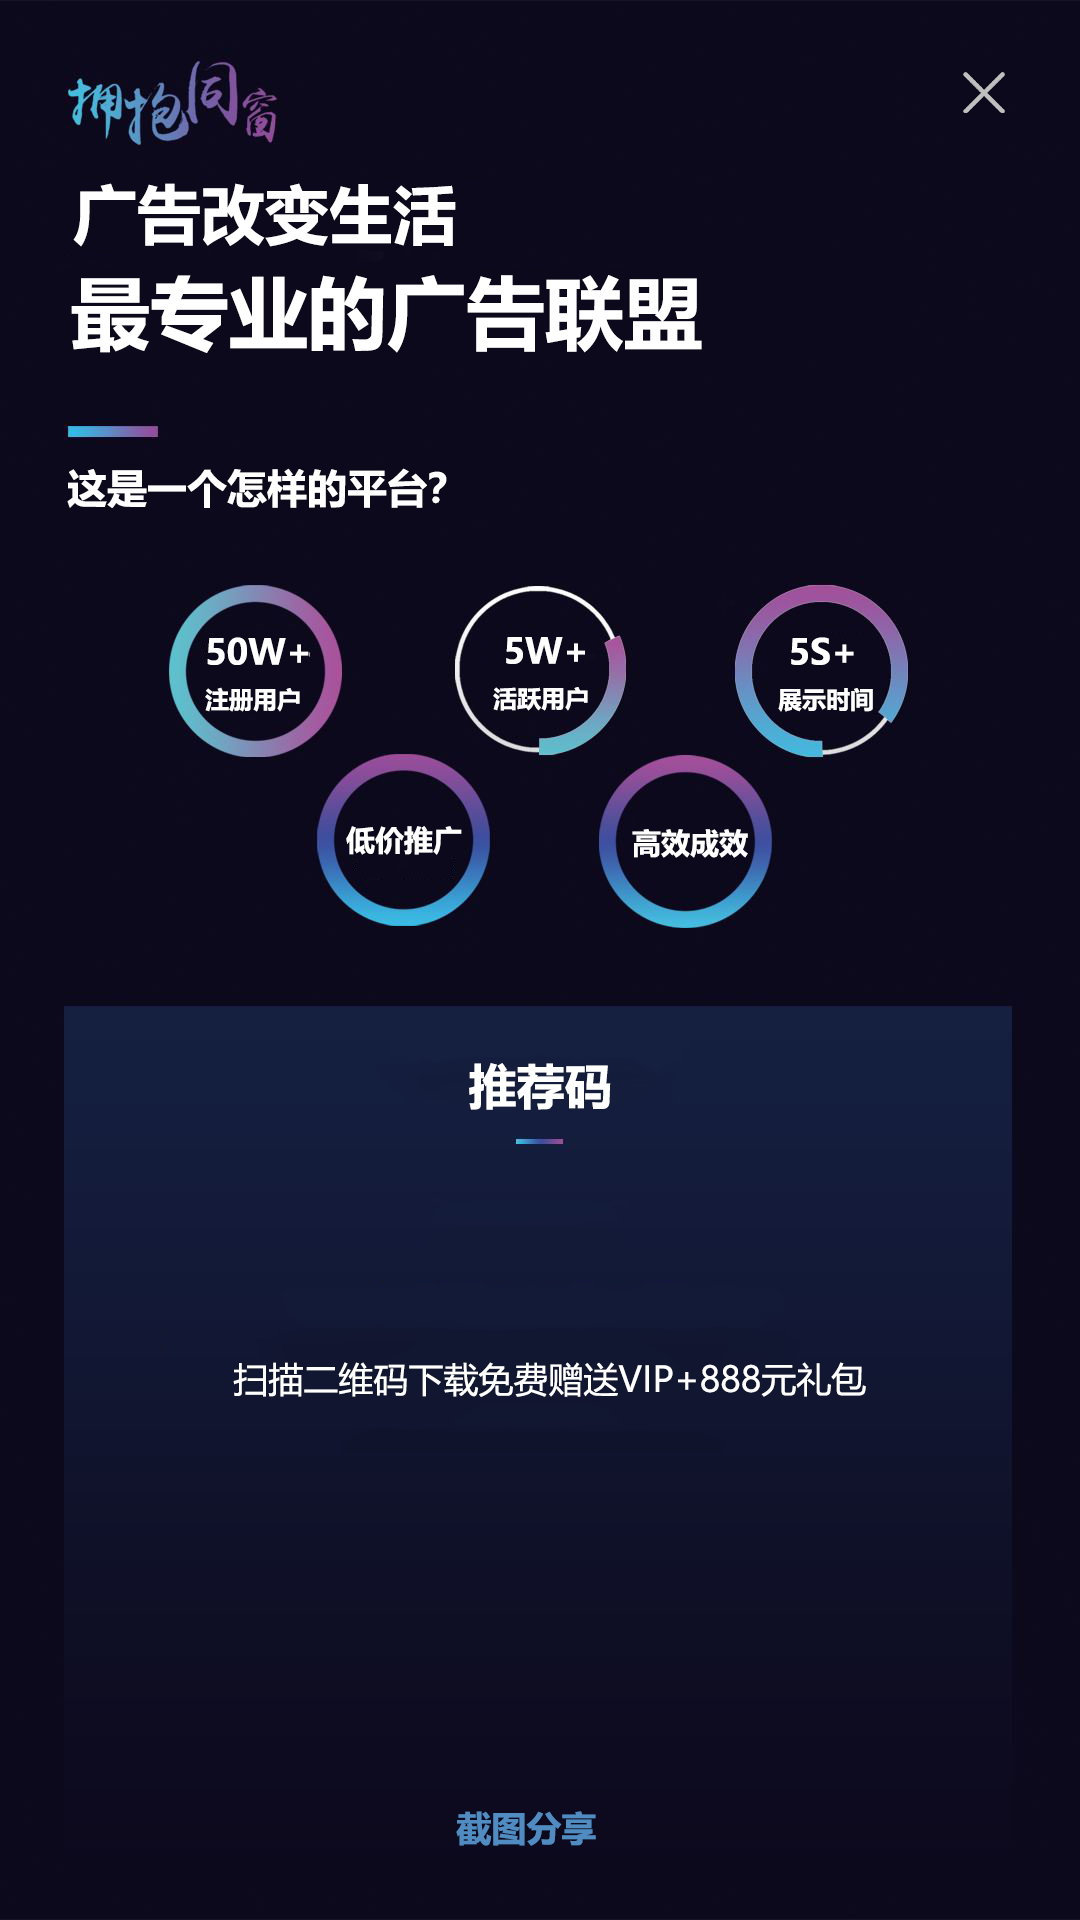 拥抱同窗
广告改变生活
最专业的广告联盟
这是一个怎样的平台?
50W+
注册用户
5W+
活跃用户
5S+
展示时间
低价推广
高效成效
推荐码
扫描二维码下载免费赠送VIP+888元礼包
截图分享